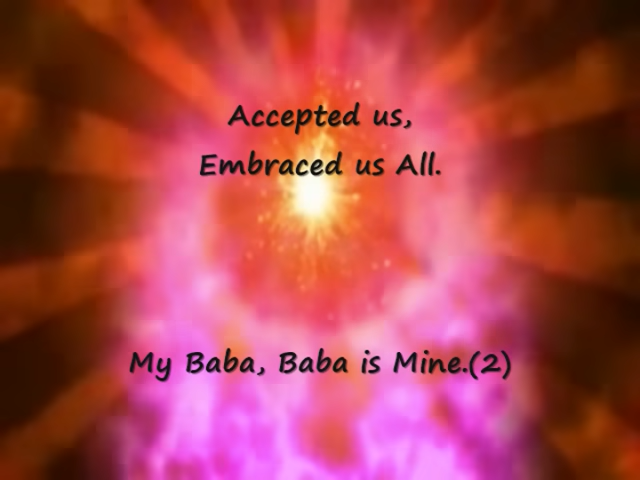 Accepted us,
Embraced us All.
My Baba, Baba is Mine.(2)